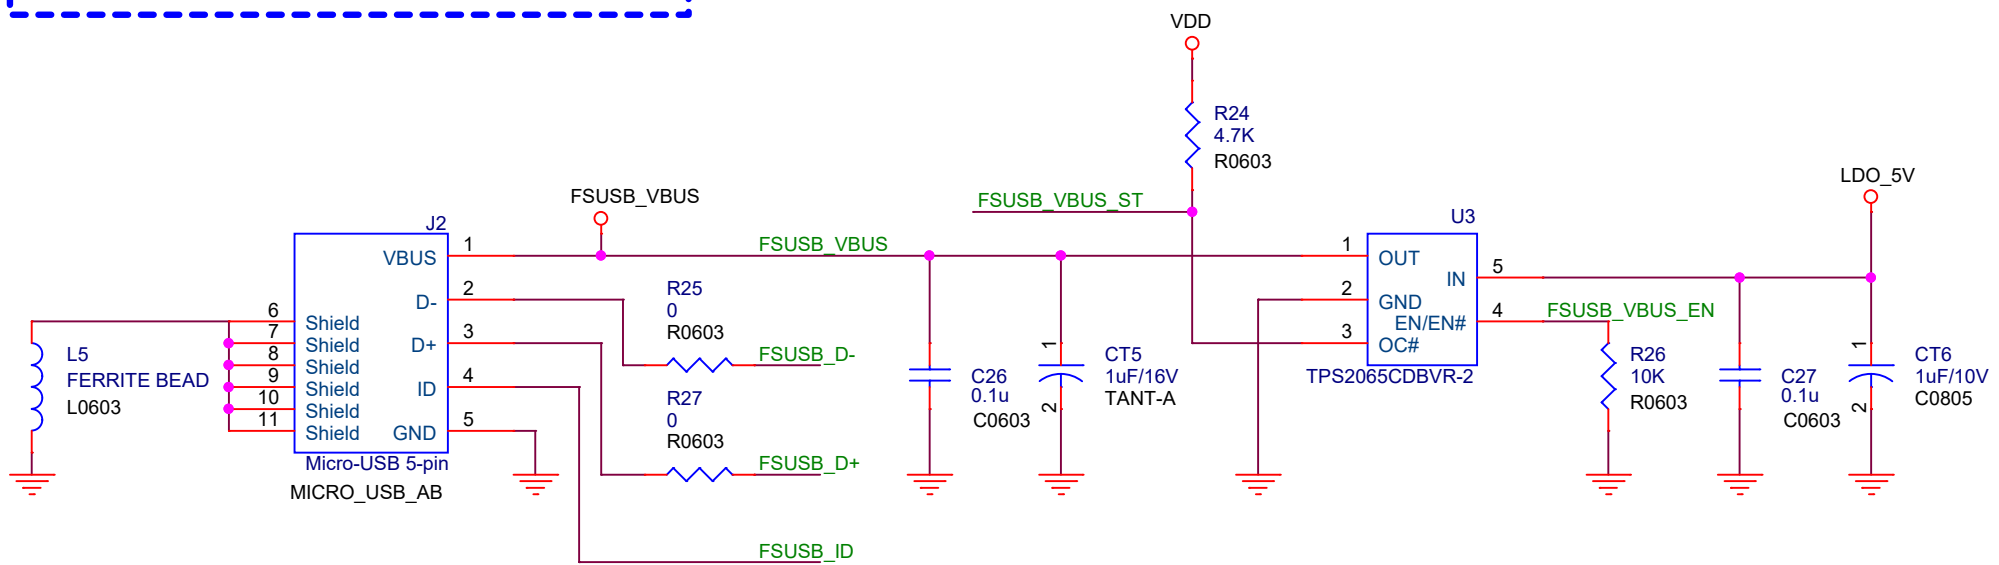 VDD
R24
4.7K
R0603
FSUSB_VBUS
FSUSB_VBUS_ST
LDO_5V
J2
U3
VBUS
1
FSUSB_VBUS
1
OUT
IN
5
D-
2
R25
0
R0603
2
GND
EN/EN#
4
FSUSB_VBUS_EN
D+
3
FSUSB_D-
3
OC#
TPS2065CDBVR-2
6
Shield
7
Shield
8
Shield
9
Shield
10
Shield
11
Shield
L5
FERRITE BEAD
L0603
ID
4
R27
0
R0603
GND
5
FSUSB_D+
Micro-USB 5-pin
MICRO_USB_AB
FSUSB_ID
C26
0.1u
C0603
1
2
CT5
1uF/16V
TANT-A
R26
10K
R0603
C27
0.1u
C0603
1
2
CT6
1uF/10V
C0805